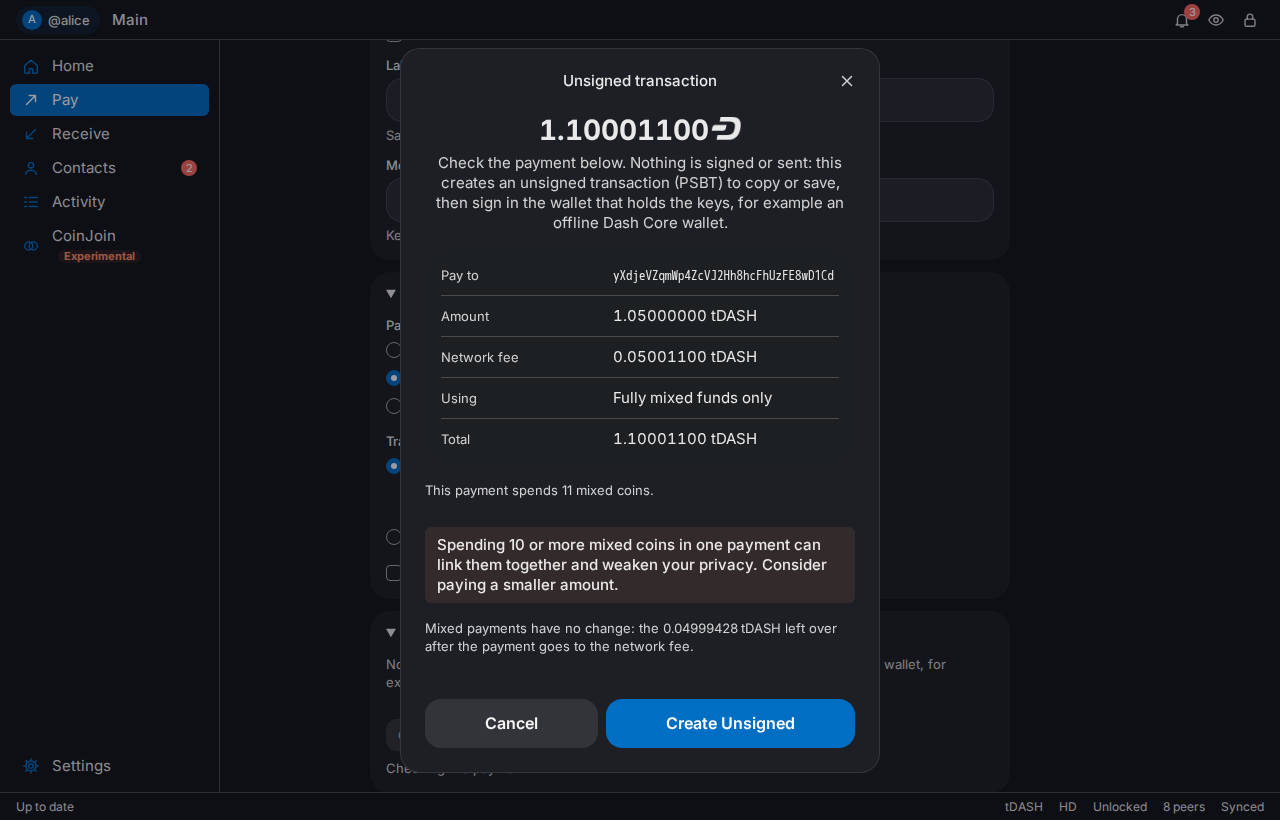 A @alice Main 3
Home
Pay
Receive
Contacts 2
Activity
CoinJoin
Experimental
Settings
Unsigned transaction
1.10001100
Check the payment below. Nothing is signed or sent: this
creates an unsigned transaction (PSBT) to copy or save,
then sign in the wallet that holds the keys, for example an
offline Dash Core wallet.
Pay to yXdjeVZqmWp4ZcVJ2Hh8hcFhUzFE8wD1Cd
Amount 1.05000000 tDASH
Network fee 0.05001100 tDASH
Using Fully mixed funds only
Total 1.10001100 tDASH
This payment spends 11 mixed coins.
Spending 10 or more mixed coins in one payment can
link them together and weaken your privacy. Consider
paying a smaller amount.
Mixed payments have no change: the 0.04999428 tDASH left over
after the payment goes to the network fee.
wallet, for
Cancel Create Unsigned
Up to date tDASH HD Unlocked 8 peers Synced